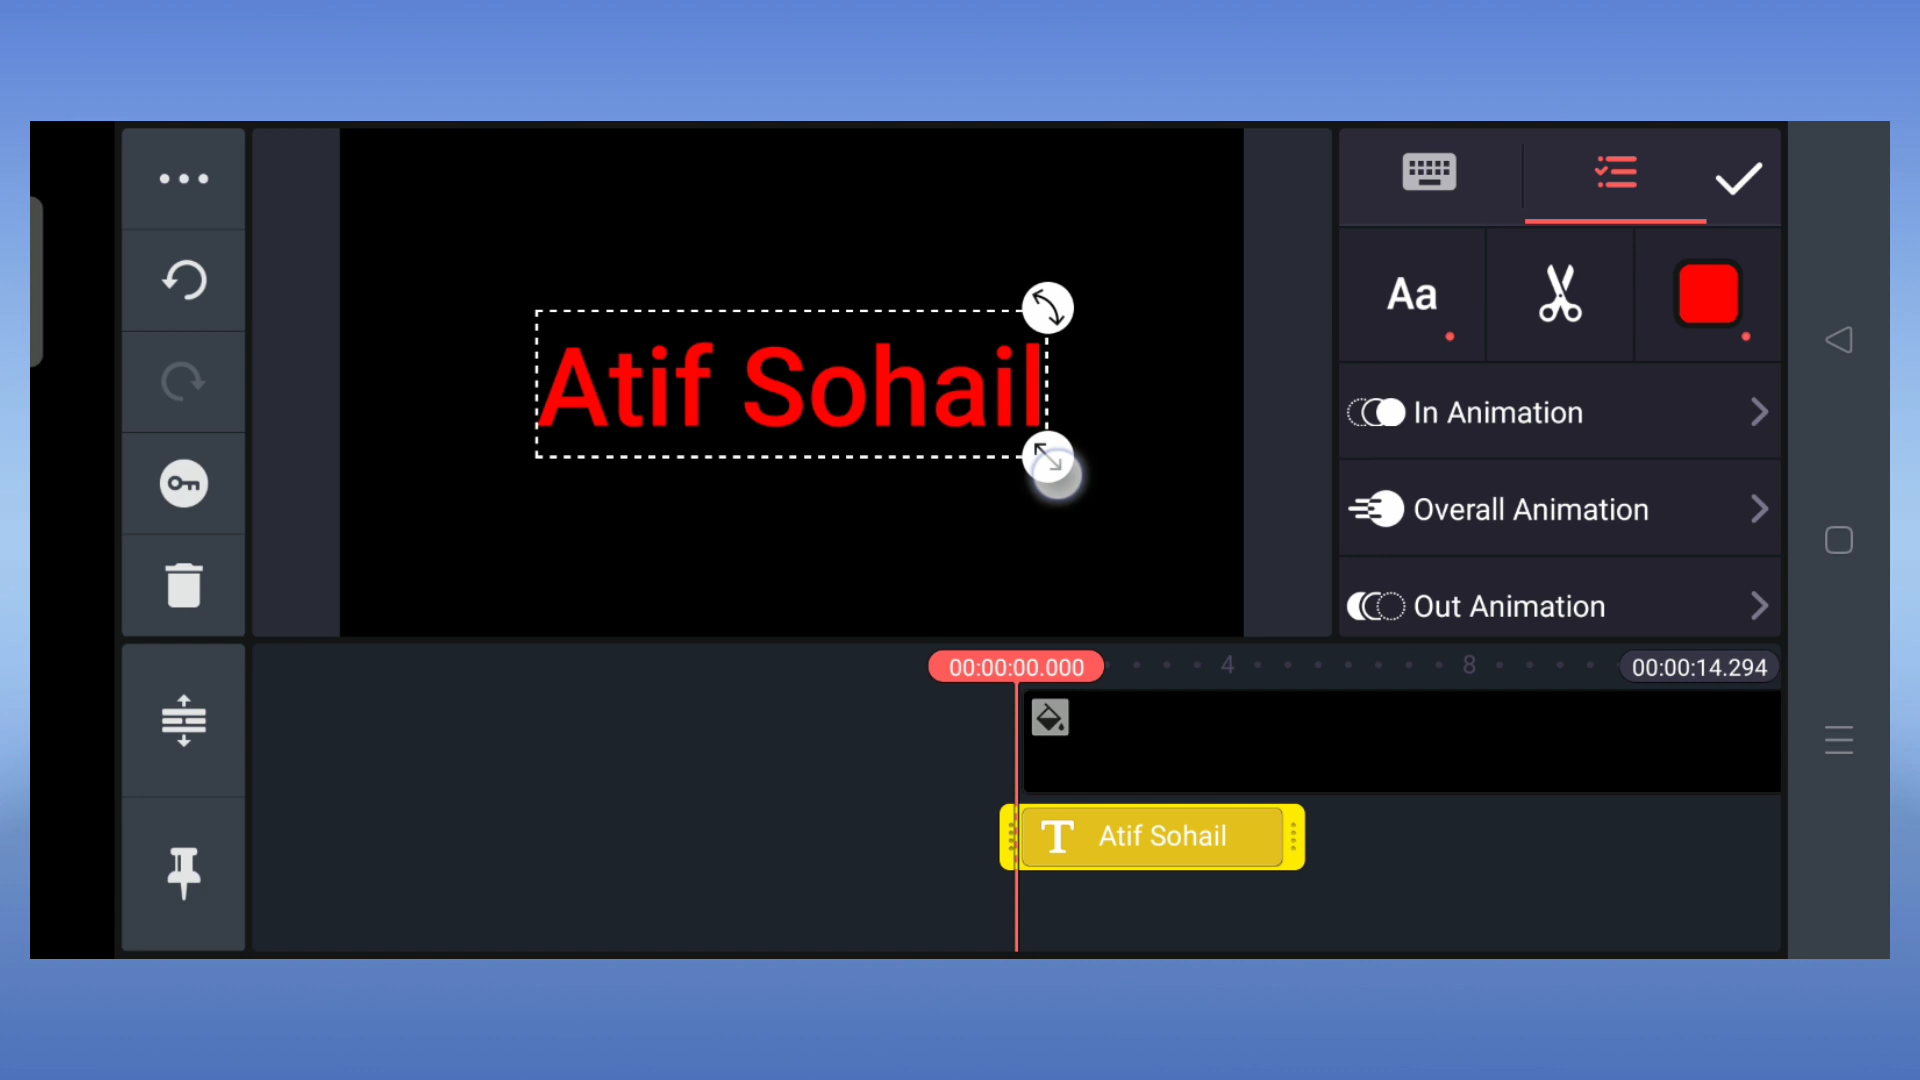 Atif Sohail
Aa
In Animation
Overall Animation
Out Animation
00:00:00.000
4
8
00:00:14.294
T Atif Sohail